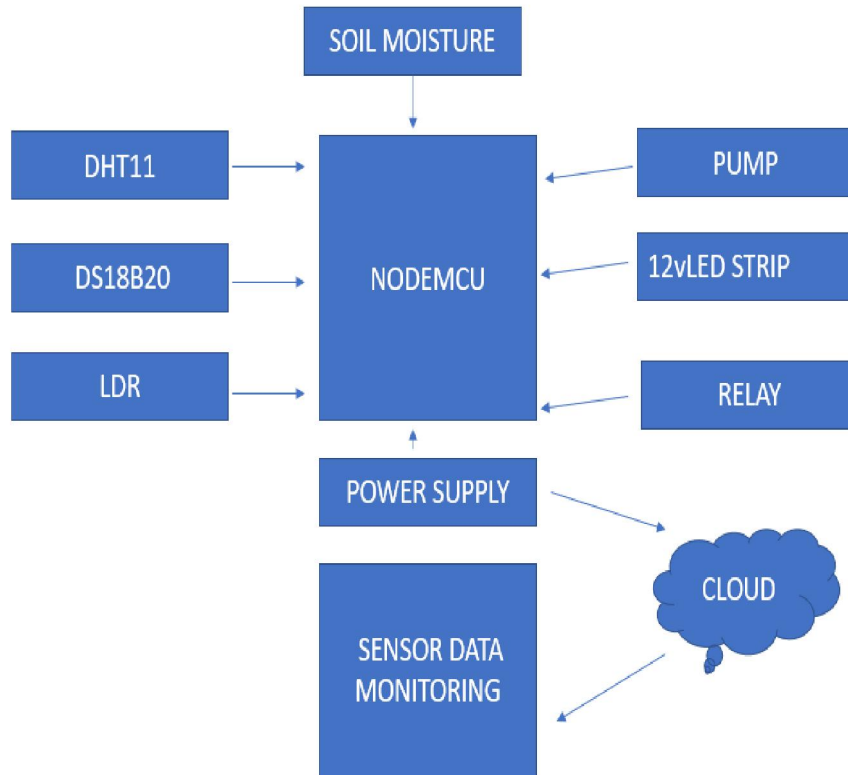 SOIL MOISTURE
DHT11
PUMP
DS18B20
NODEMCU
12vLED STRIP
LDR
RELAY
POWER SUPPLY
CLOUD
SENSOR DATA
MONITORING